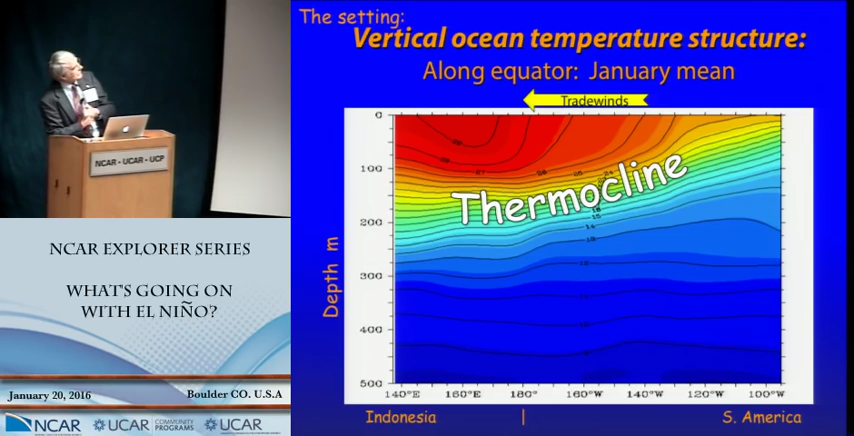 The setting:
Vertical ocean temperature structure:
Along equator: January mean
Tradewinds
Thermocline
Depth m
0
100
200
300
400
500
140°E 160°E 180° 160°W 140°W 120°W 100°W
Indonesia | S. America
NCAR • UCAR • UCP
NCAR EXPLORER SERIES
WHAT'S GOING ON
WITH EL NIÑO?
January 20, 2016 Boulder CO. U.S.A
NCAR UCAR COMMUNITY PROGRAMS UCAR